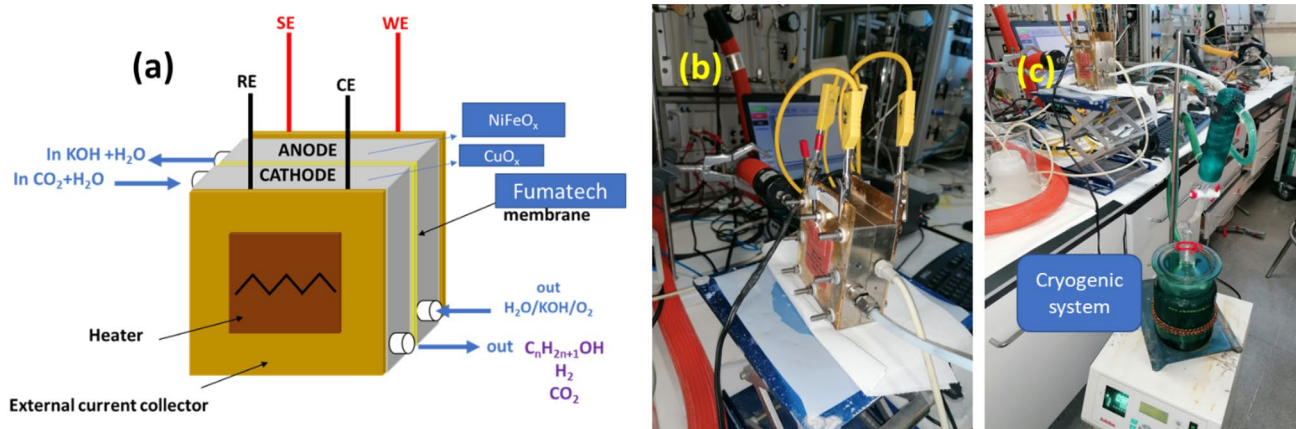 (a)
SE
WE
RE
CE
NiFeOₓ
ANODE
CuOₓ
CATHODE
In KOH +H₂O
In CO₂+H₂O
Fumatech
membrane
out
H₂O/KOH/O₂
Heater
out
CₙH₂ₙ₊₁OH
H₂
CO₂
External current collector
(b)
(c)
Cryogenic
system